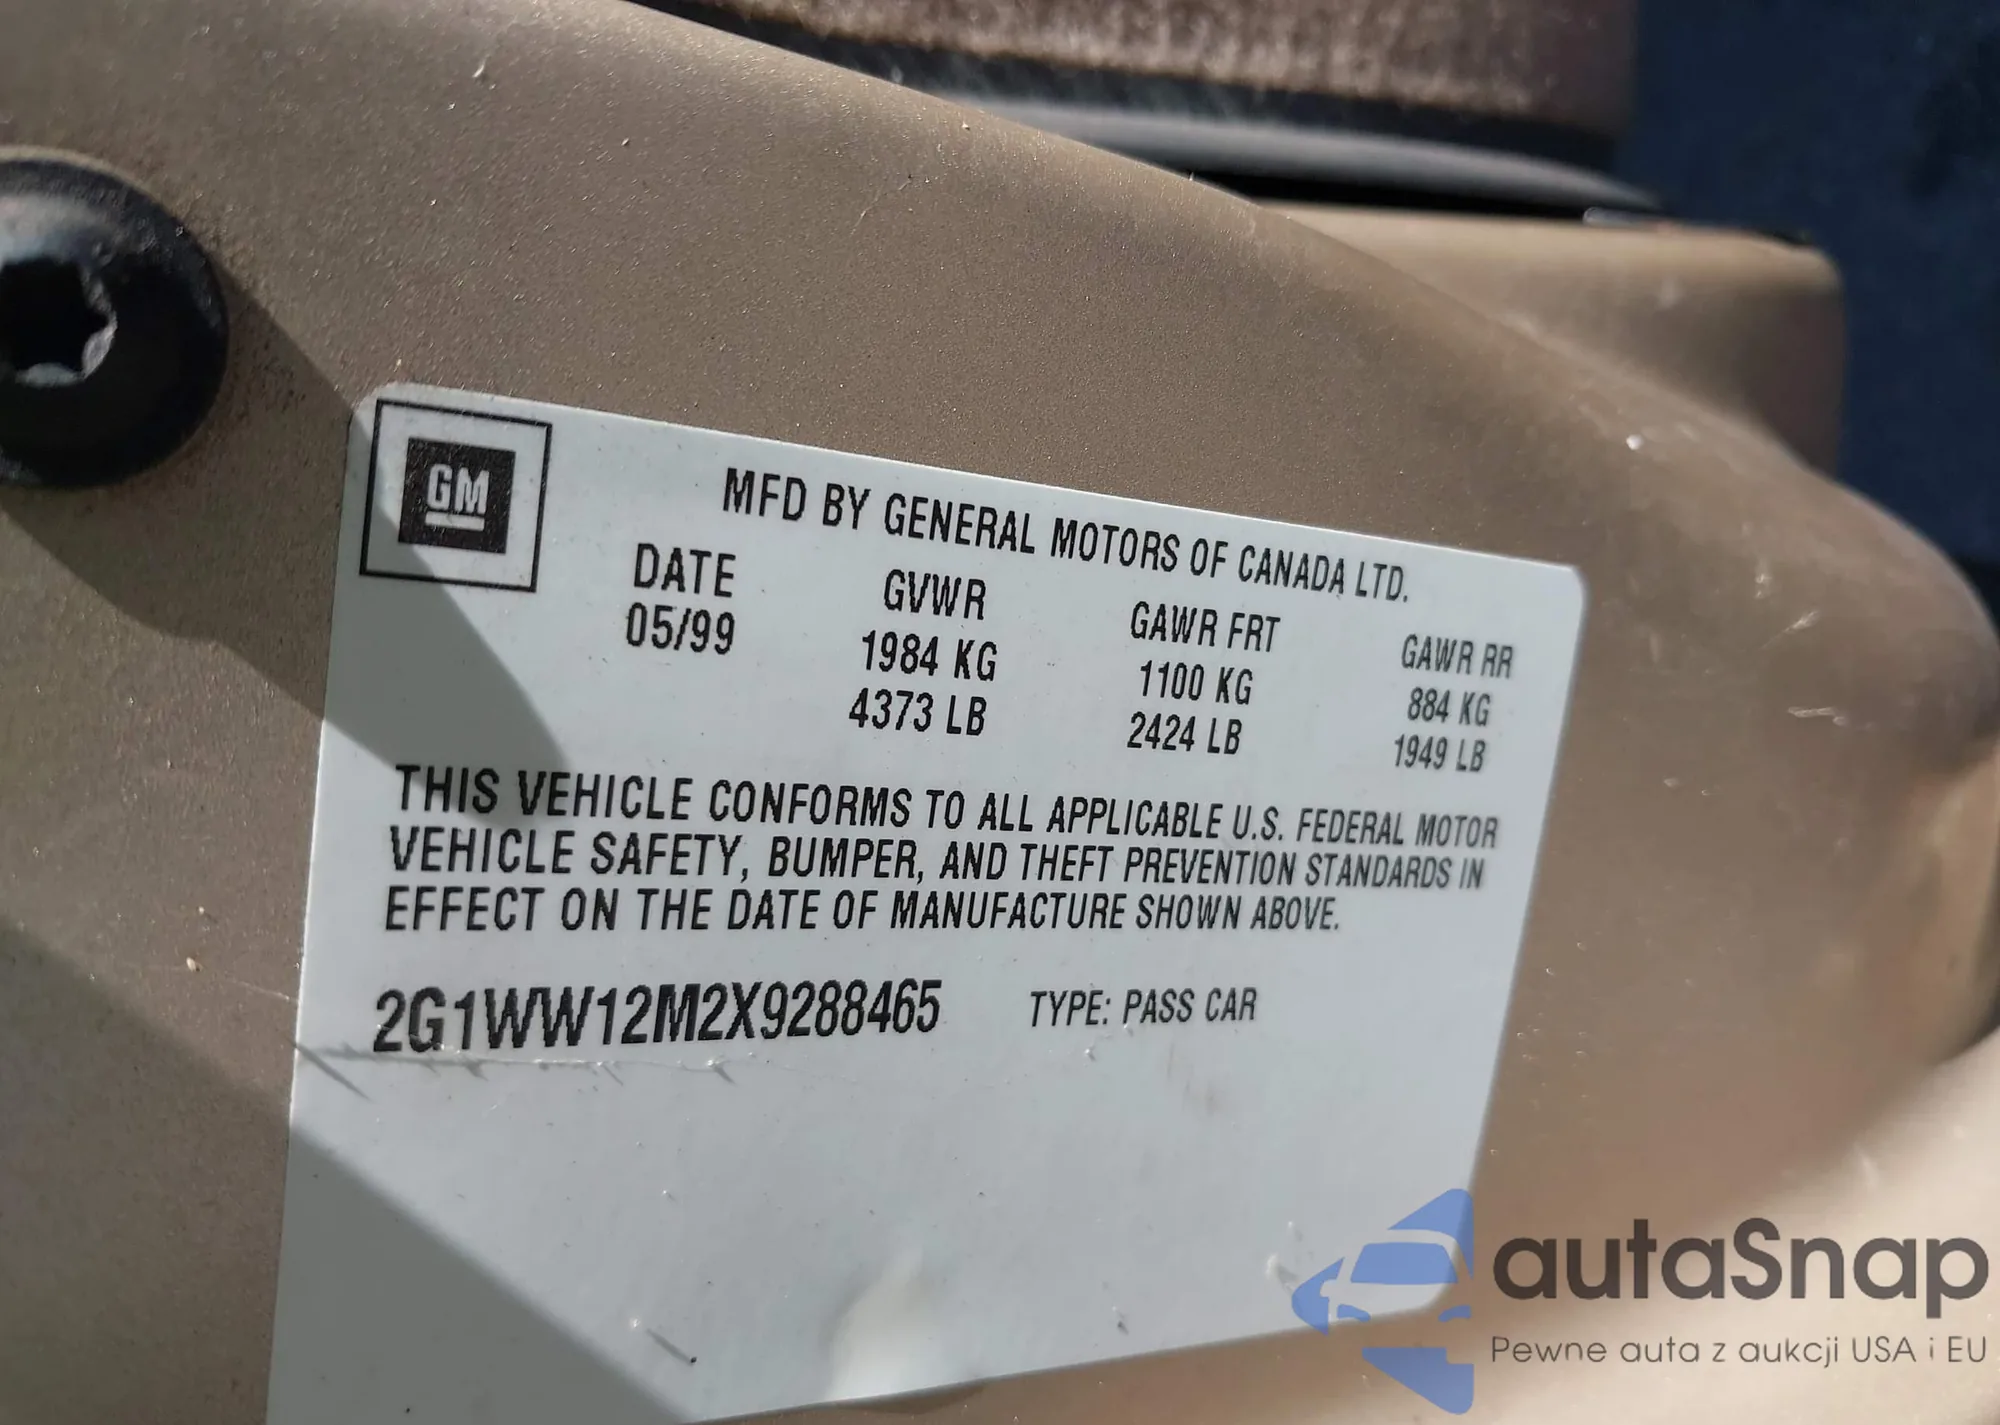 GM
MFD BY GENERAL MOTORS OF CANADA LTD.
DATE GVWR GAWR FRT GAWR RR
05/99 1984 KG 1100 KG 884 KG
4373 LB 2424 LB 1949 LB
THIS VEHICLE CONFORMS TO ALL APPLICABLE U.S. FEDERAL MOTOR
VEHICLE SAFETY, BUMPER, AND THEFT PREVENTION STANDARDS IN
EFFECT ON THE DATE OF MANUFACTURE SHOWN ABOVE.
2G1WW12M2X9288465 TYPE: PASS CAR
autaSnap
Pewne auta z aukcji USA i EU